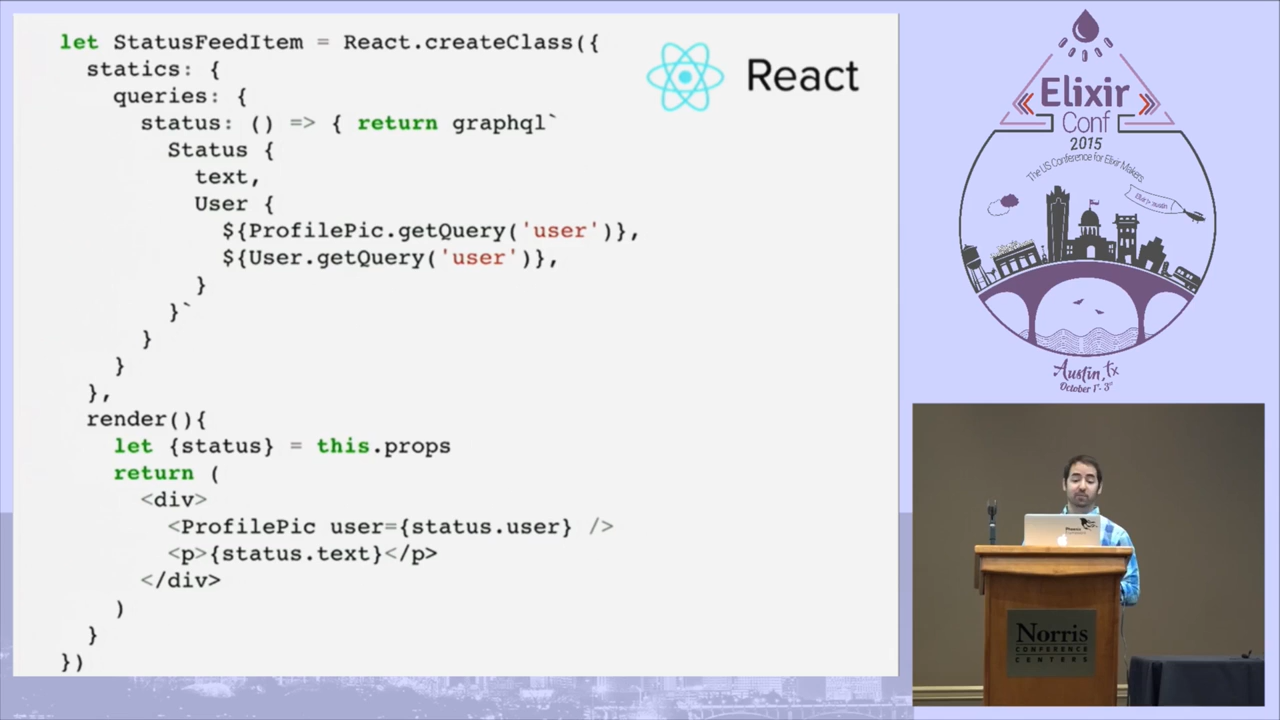 let StatusFeedItem = React.createClass({
  statics: {
    queries: {
      status: () => { return graphql`
        Status {
          text,
          User {
            ${ProfilePic.getQuery('user')},
            ${User.getQuery('user')},
          }
        }`
      }
    }
  },
  render(){
    let {status} = this.props
    return (
      <div>
        <ProfilePic user={status.user} />
        <p>{status.text}</p>
      </div>
    )
  }
})
React
Elixir
Conf
2015
The US Conference for Elixir Makers
Austin, Tx
October 1st - 3rd
Phoenix
Norris
CONFERENCE
CENTERS